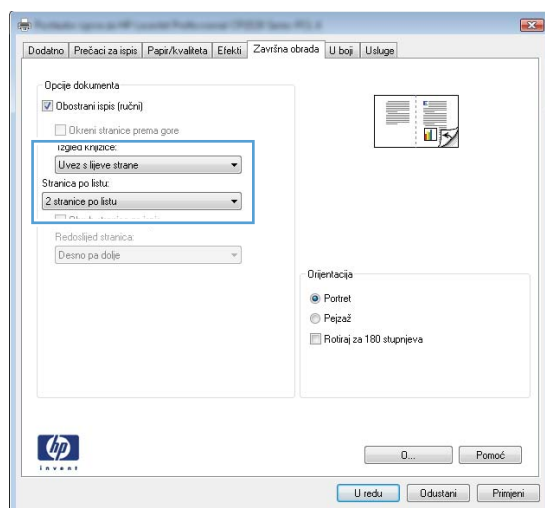 Dodatno Prečaci za ispis Papir/kvaliteta Efekti Završna obrada U boji Usluge
Opcije dokumenta
Obostrani ispis (ručni)
Okreni stranice prema gore
Izgled knjižice:
Uvez s lijeve strane
Stranica po listu:
2 stranice po listu
Redoslijed stranica:
Desno pa dolje
Orijentacija
Portret
Pejzaž
Rotiraj za 180 stupnjeva
hp
invent
O... Pomoć
U redu Odustani Primijeni